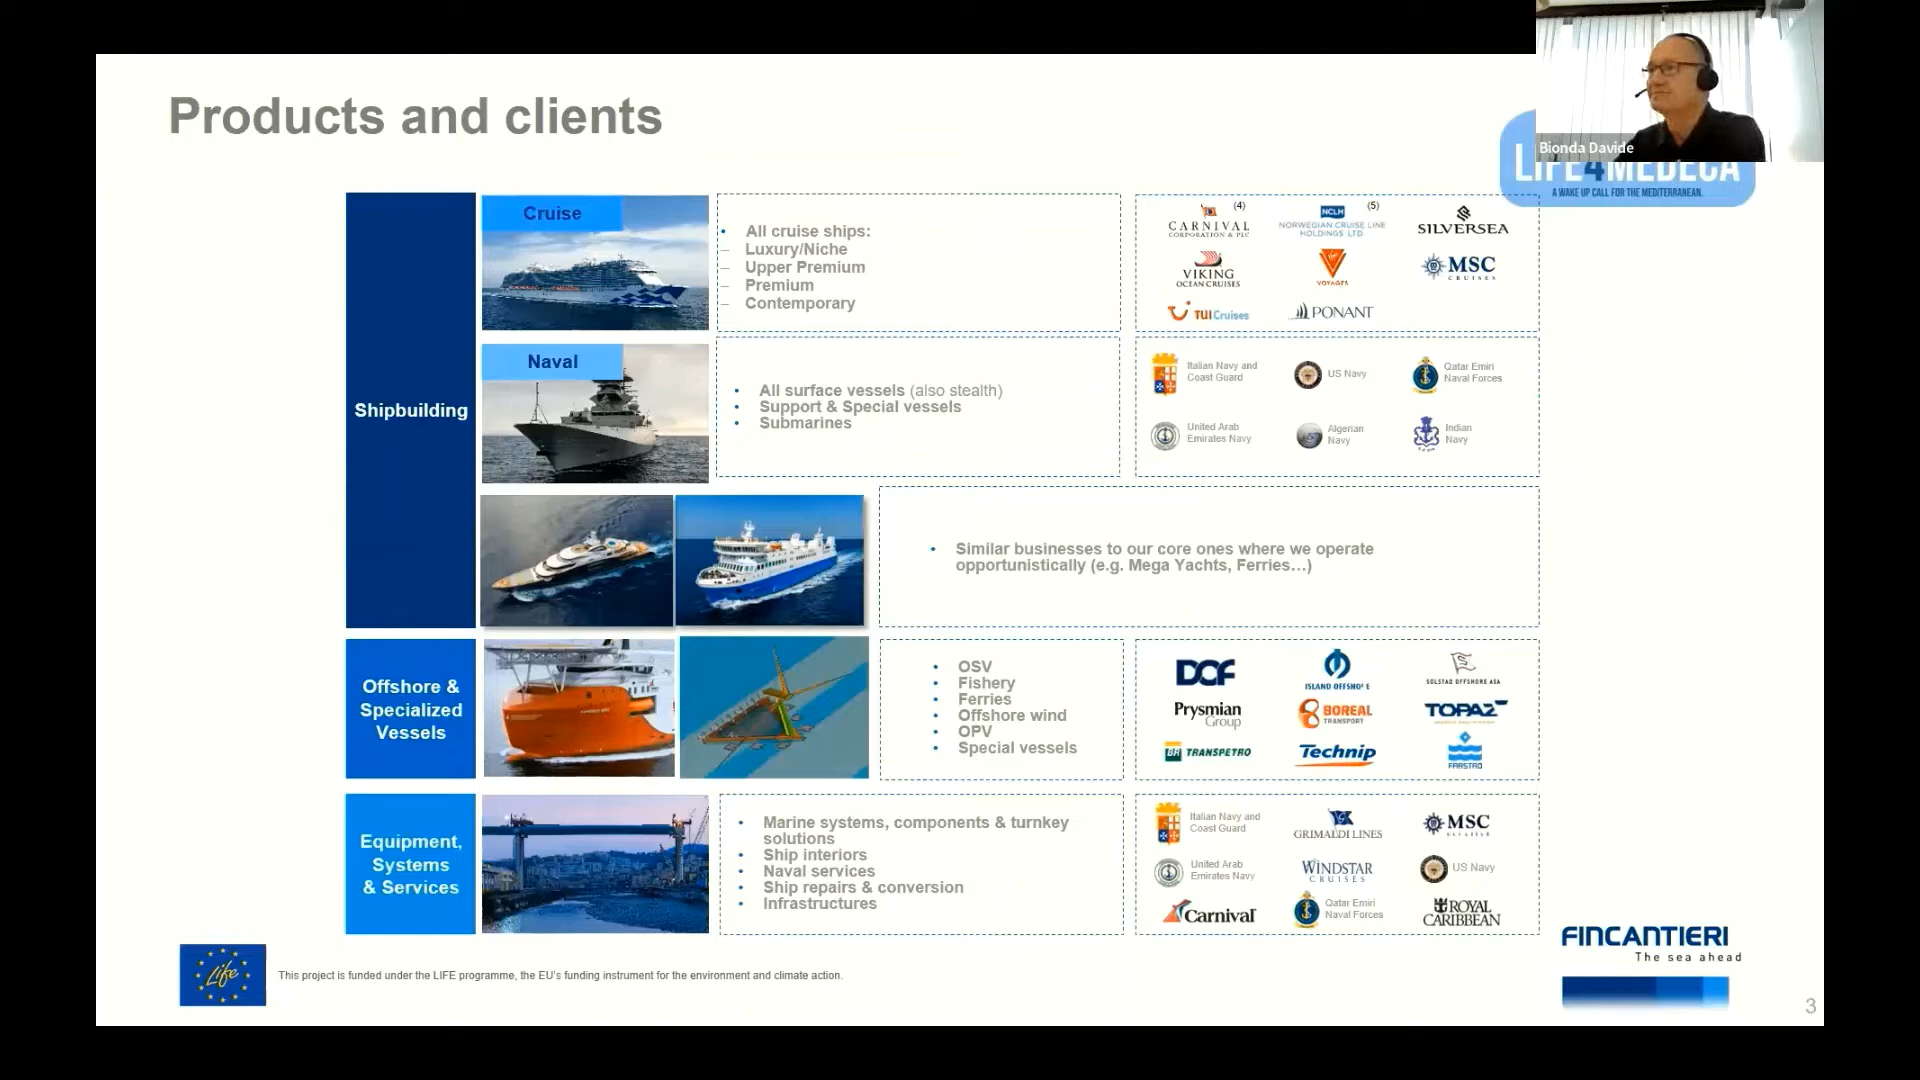 Products and clients
Bionda Davide
LIFE4MEDECA
A WAKE UP CALL FOR THE MEDITERRANEAN.
Shipbuilding
Cruise
All cruise ships:
Luxury/Niche
Upper Premium
Premium
Contemporary
CARNIVAL
CORPORATION & PLC
(4)
NCLH
NORWEGIAN CRUISE LINE
HOLDINGS LTD
(5)
SILVERSEA
VIKING
OCEAN CRUISES
VOYAGES
MSC
CRUISES
TUI Cruises
PONANT
Naval
All surface vessels (also stealth)
Support & Special vessels
Submarines
Italian Navy and
Coast Guard
US Navy
Qatar Emiri
Naval Forces
United Arab
Emirates Navy
Algerian
Navy
Indian
Navy
Similar businesses to our core ones where we operate
opportunistically (e.g. Mega Yachts, Ferries…)
Offshore &
Specialized
Vessels
OSV
Fishery
Ferries
Offshore wind
OPV
Special vessels
DOF
ISLAND OFFSHORE
SOLSTAD OFFSHORE ASA
Prysmian
Group
BOREAL
TRANSPORT
TOPAZ
BR TRANSPETRO
Technip
FARSTAD
Equipment,
Systems
& Services
Marine systems, components & turnkey
solutions
Ship interiors
Naval services
Ship repairs & conversion
Infrastructures
Italian Navy and
Coast Guard
GRIMALDI LINES
MSC
United Arab
Emirates Navy
WINDSTAR
CRUISES
US Navy
Carnival
Qatar Emiri
Naval Forces
ROYAL
CARIBBEAN
Life
This project is funded under the LIFE programme, the EU's funding instrument for the environment and climate action.
FINCANTIERI
The sea ahead
3